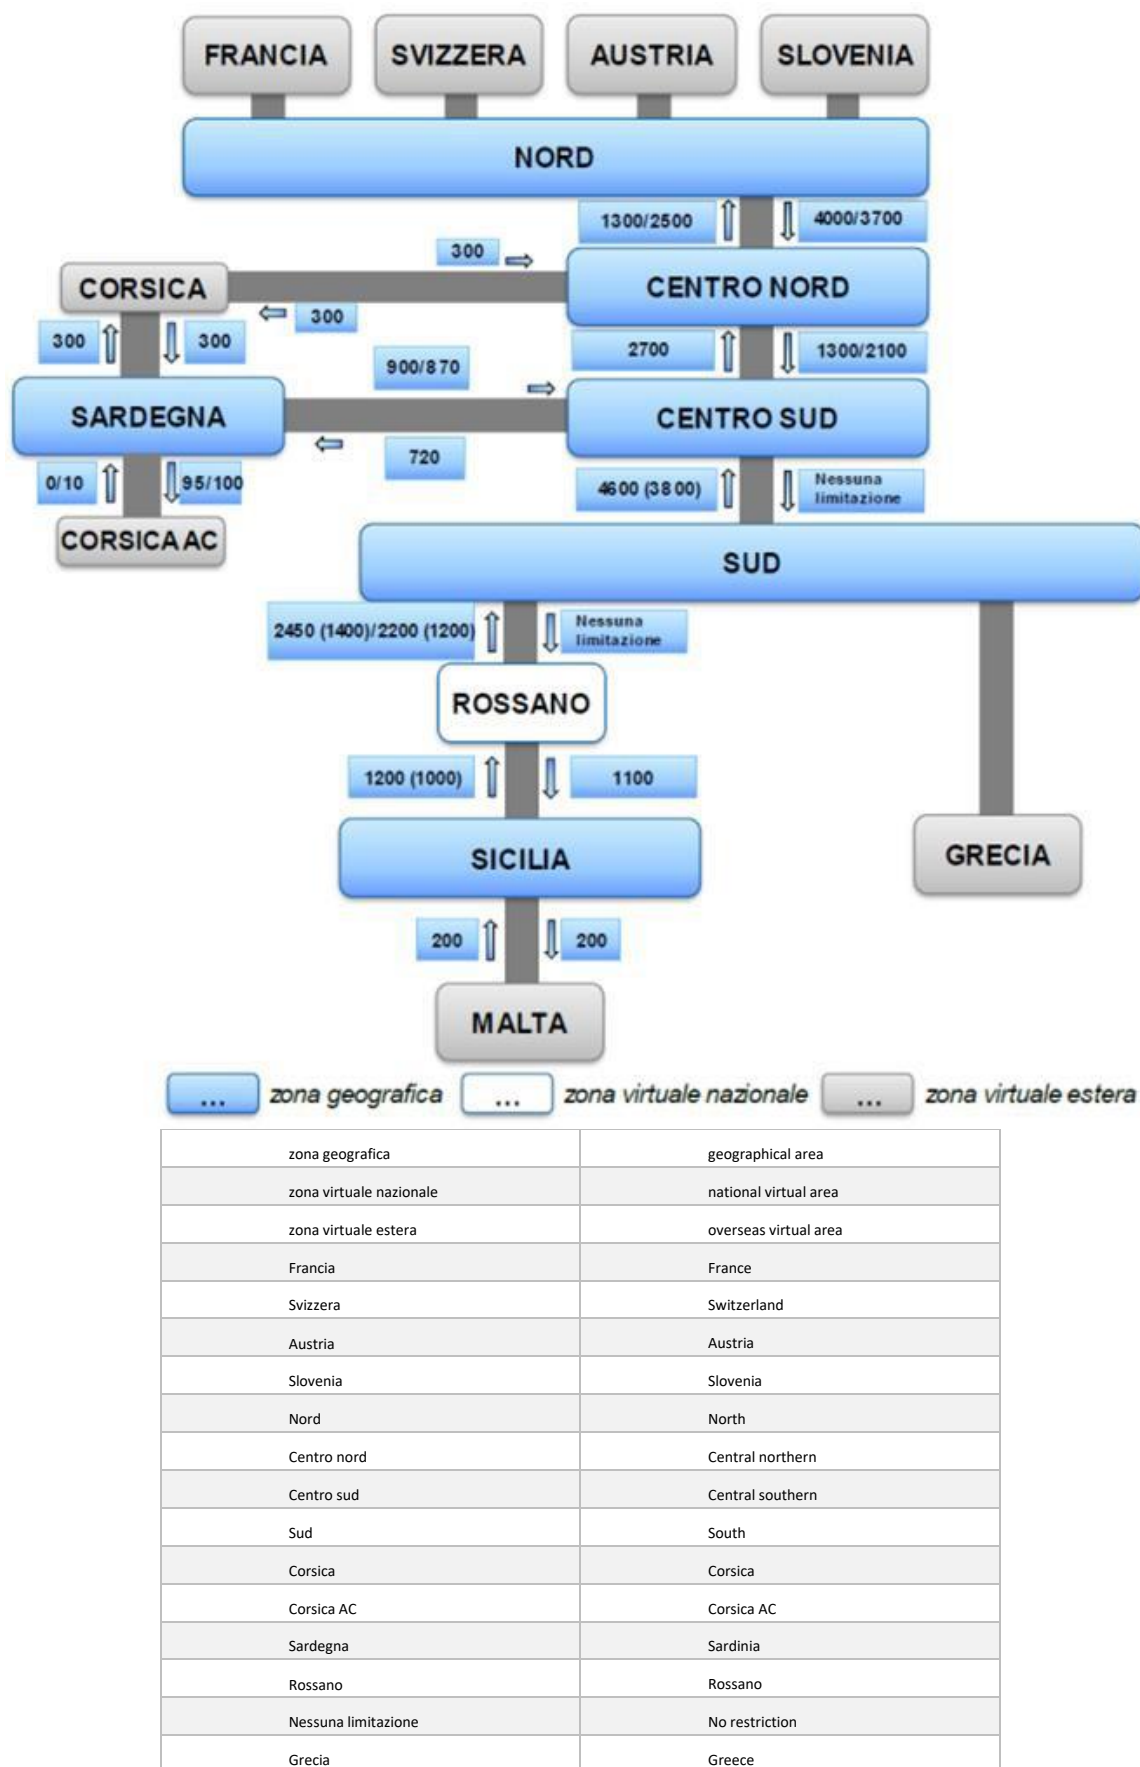 FRANCIA SVIZZERA AUSTRIA SLOVENIA
NORD
1300/2500 4000/3700
300
CORSICA CENTRO NORD
300
300 300 2700 1300/2100
900/870
SARDEGNA CENTRO SUD
720
0/10 95/100 4600 (3800) Nessuna
limitazione
CORSICA AC
SUD
2450 (1400)/2200 (1200) Nessuna
limitazione
ROSSANO
1200 (1000) 1100
SICILIA GRECIA
200 200
MALTA
... zona geografica ... zona virtuale nazionale ... zona virtuale estera
zona geografica geographical area
zona virtuale nazionale national virtual area
zona virtuale estera overseas virtual area
Francia France
Svizzera Switzerland
Austria Austria
Slovenia Slovenia
Nord North
Centro nord Central northern
Centro sud Central southern
Sud South
Corsica Corsica
Corsica AC Corsica AC
Sardegna Sardinia
Rossano Rossano
Nessuna limitazione No restriction
Grecia Greece